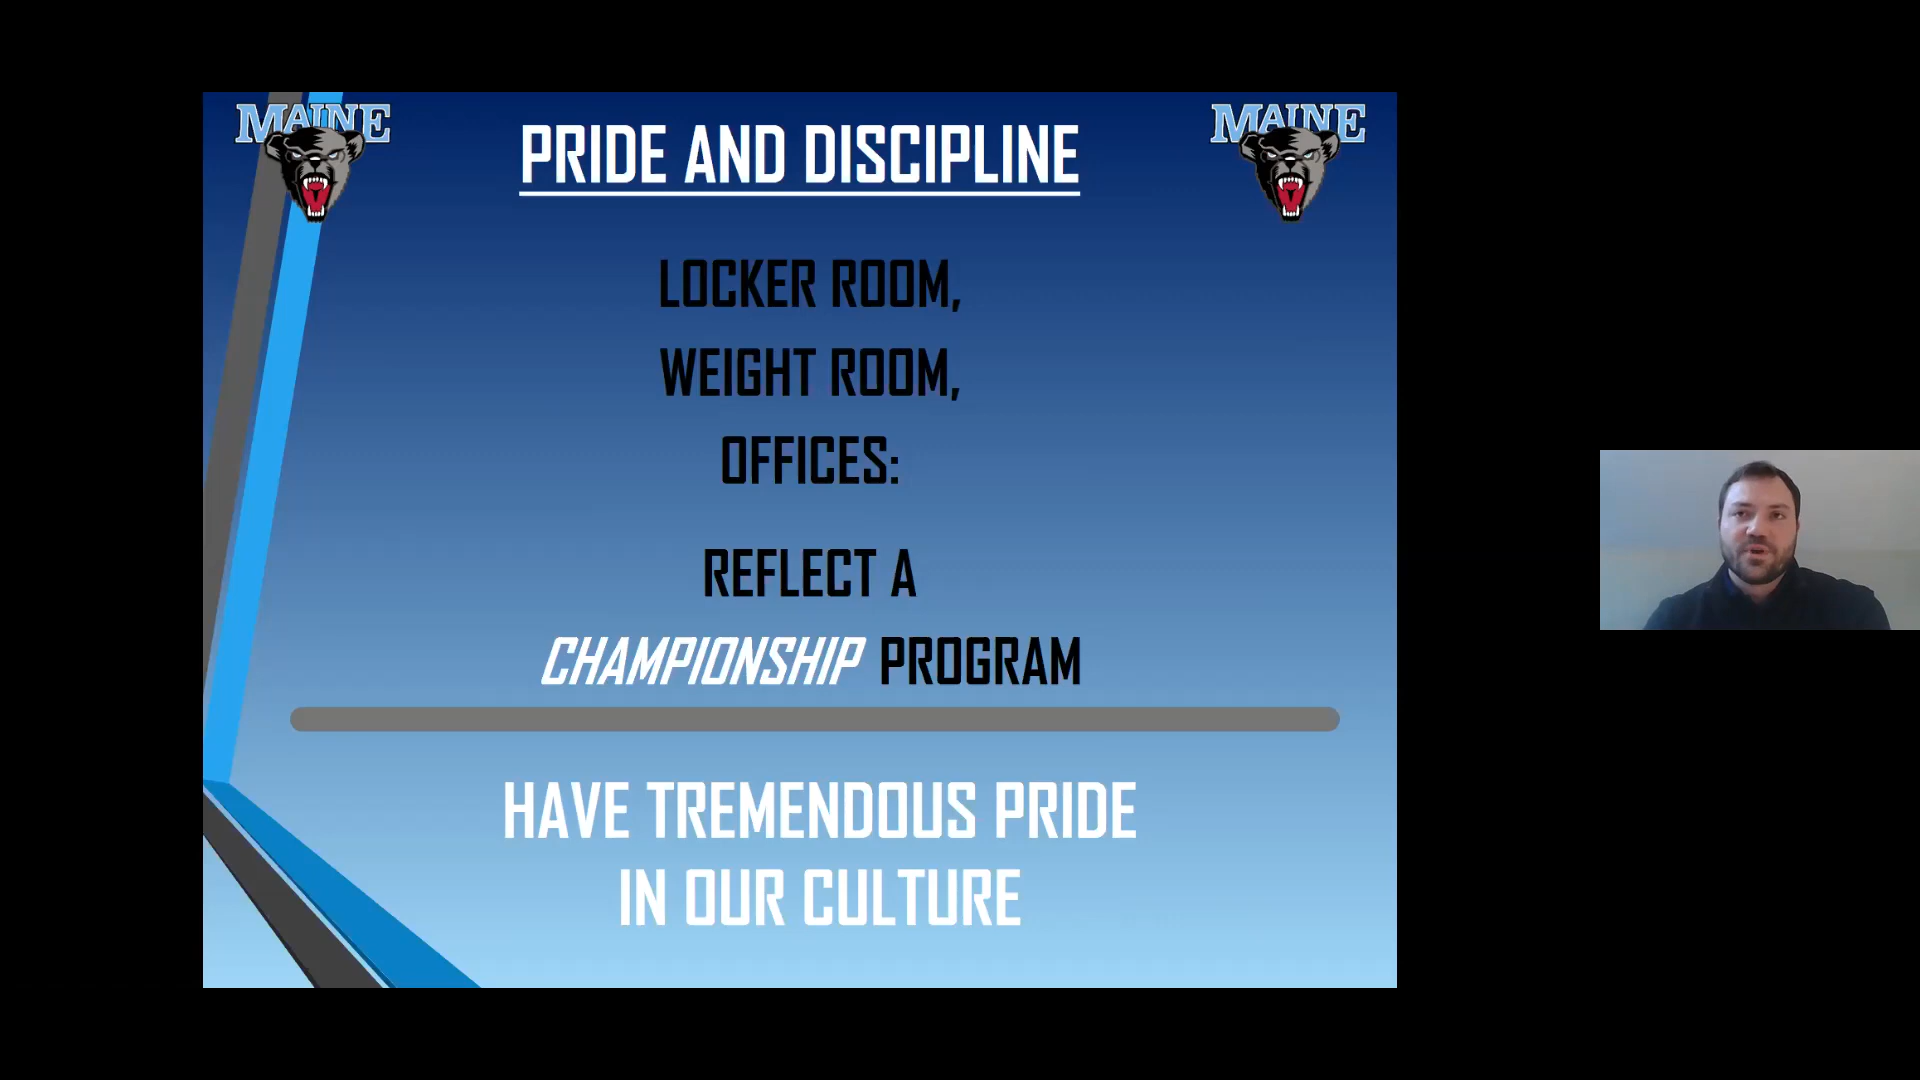 MAINE
MAINE
PRIDE AND DISCIPLINE
LOCKER ROOM,
WEIGHT ROOM,
OFFICES:
REFLECT A
CHAMPIONSHIP PROGRAM
HAVE TREMENDOUS PRIDE
IN OUR CULTURE